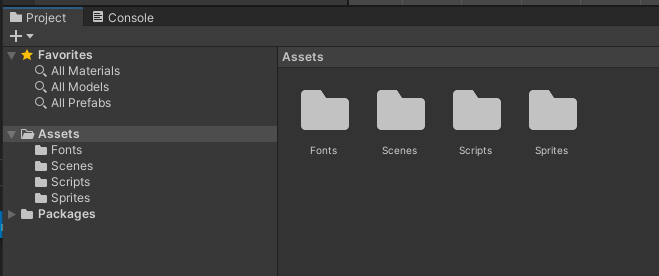 Project Console
Favorites
All Materials
All Models
All Prefabs
Assets
Fonts
Scenes
Scripts
Sprites
Packages
Assets
Fonts Scenes Scripts Sprites